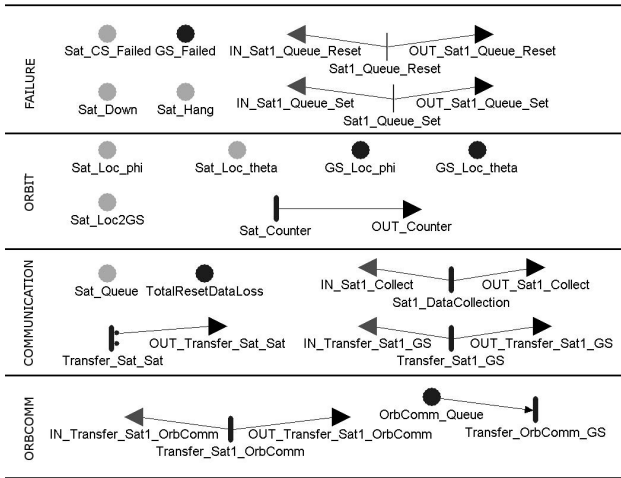 FAILURE
Sat_CS_Failed GS_Failed IN_Sat1_Queue_Reset OUT_Sat1_Queue_Reset
Sat1_Queue_Reset
Sat_Down Sat_Hang IN_Sat1_Queue_Set OUT_Sat1_Queue_Set
Sat1_Queue_Set
ORBIT
Sat_Loc_phi Sat_Loc_theta GS_Loc_phi GS_Loc_theta
Sat_Loc2GS Sat_Counter OUT_Counter
COMMUNICATION
Sat_Queue TotalResetDataLoss IN_Sat1_Collect OUT_Sat1_Collect
Sat1_DataCollection
OUT_Transfer_Sat_Sat IN_Transfer_Sat1_GS OUT_Transfer_Sat1_GS
Transfer_Sat_Sat Transfer_Sat1_GS
ORBCOMM
OrbComm_Queue
IN_Transfer_Sat1_OrbComm OUT_Transfer_Sat1_OrbComm Transfer_OrbComm_GS
Transfer_Sat1_OrbComm